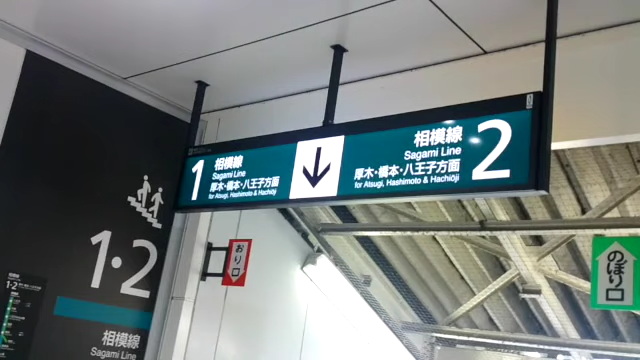 1
相模線
Sagami Line
厚木・橋本・八王子方面
for Atsugi, Hashimoto & Hachiōji
↓
相模線
Sagami Line
厚木・橋本・八王子方面
for Atsugi, Hashimoto & Hachiōji
2
1・2
相模線
Sagami Line
1・2
おり口
のぼり口